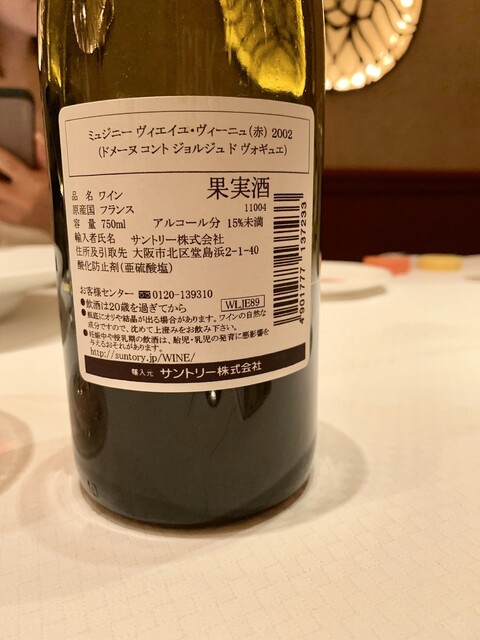 ミュジニー ヴィエイユ・ヴィーニュ(赤) 2002
(ドメーヌ コント ジョルジュ ド ヴォギュエ)
品 名 ワイン 果実酒
原産国 フランス 11004
容 量 750ml アルコール分 15%未満
輸入者氏名 サントリー株式会社
住所及引取先 大阪市北区堂島浜2-1-40
酸化防止剤(亜硫酸塩)
お客様センター 0120-139310
●飲酒は20歳を過ぎてから WLJE89
●瓶底にオリや結晶が出る場合があります。ワインの自然な
成分ですので、沈めて上澄みをお飲み下さい。
●妊娠中や授乳期の飲酒は、胎児・乳児の発育に悪影響を
与えるおそれがあります。
http://suntory.jp/WINE/
輸入元 サントリー株式会社
4901777137233